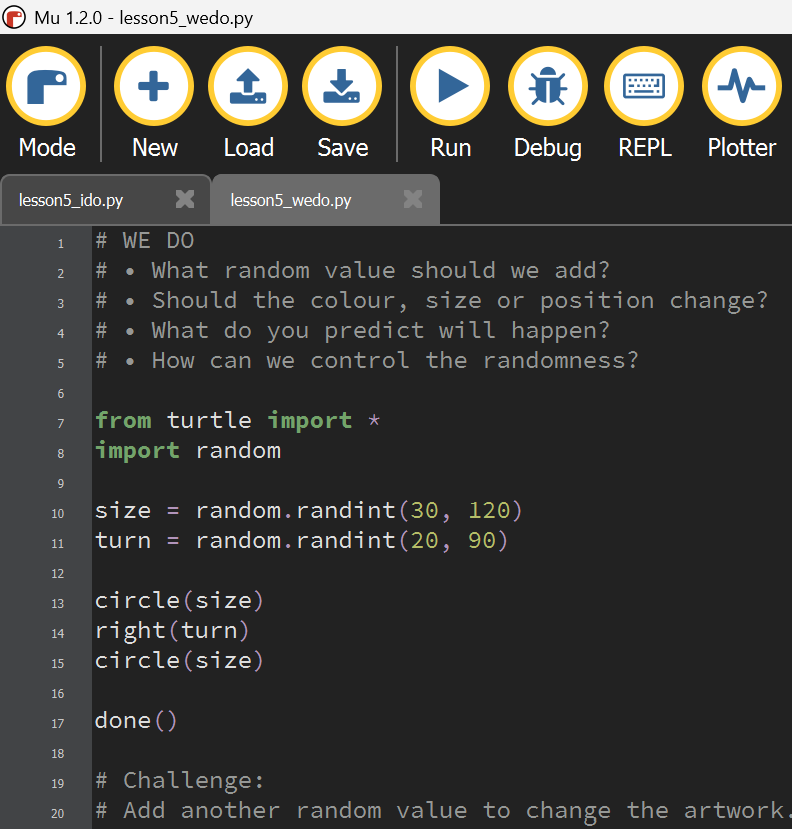 Mu 1.2.0 - lesson5_wedo.py
Mode New Load Save Run Debug REPL Plotter
lesson5_ido.py lesson5_wedo.py
1 # WE DO
2 # • What random value should we add?
3 # • Should the colour, size or position change?
4 # • What do you predict will happen?
5 # • How can we control the randomness?
6
7 from turtle import *
8 import random
9
10 size = random.randint(30, 120)
11 turn = random.randint(20, 90)
12
13 circle(size)
14 right(turn)
15 circle(size)
16
17 done()
18
19 # Challenge:
20 # Add another random value to change the artwork.